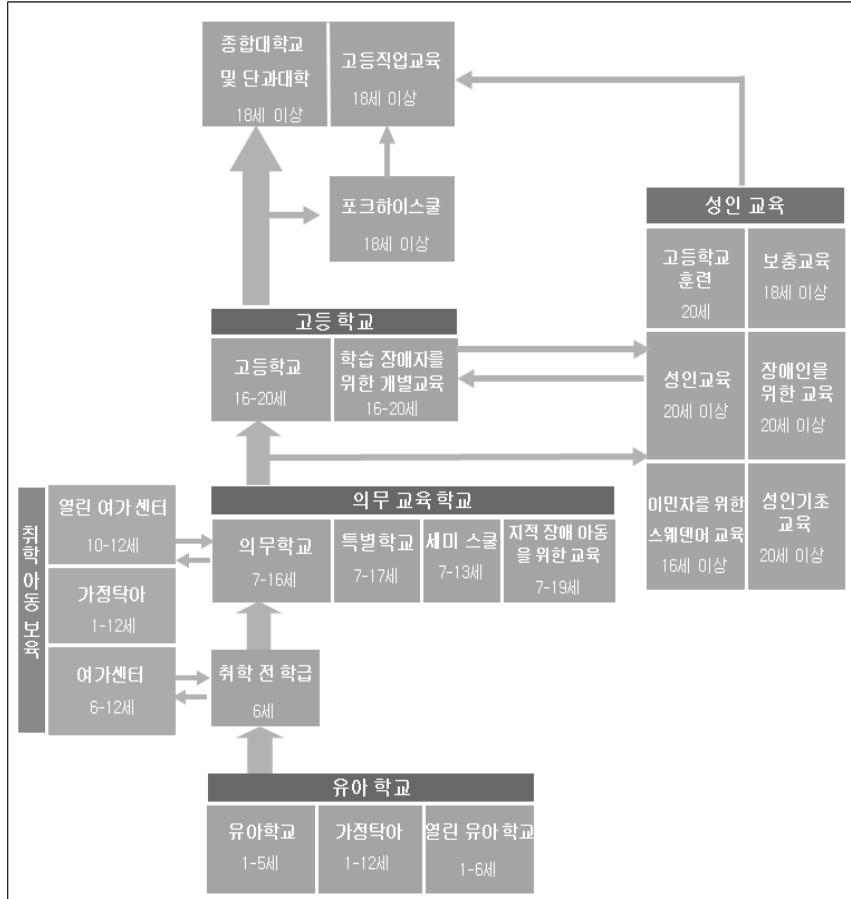 종합대학교
및 단과대학
18세 이상
고등직업교육
18세 이상
포크하이스쿨
18세 이상
성인 교육
고등학교
훈련
20세
보충교육
18세 이상
성인교육
20세 이상
장애인을
위한 교육
20세 이상
이민자를 위한
스웨덴어 교육
16세 이상
성인기초
교육
20세 이상
고등 학교
고등학교
16-20세
학습 장애자를
위한 개별교육
16-20세
의무 교육 학교
의무학교
7-16세
특별학교
7-17세
세미 스쿨
7-13세
지적 장애 아동
을 위한 교육
7-19세
취학 아동 보육
열린 여가 센터
10-12세
가정탁아
1-12세
여가센터
6-12세
취학 전 학급
6세
유아 학교
유아학교
1-5세
가정탁아
1-12세
열린 유아 학교
1-6세